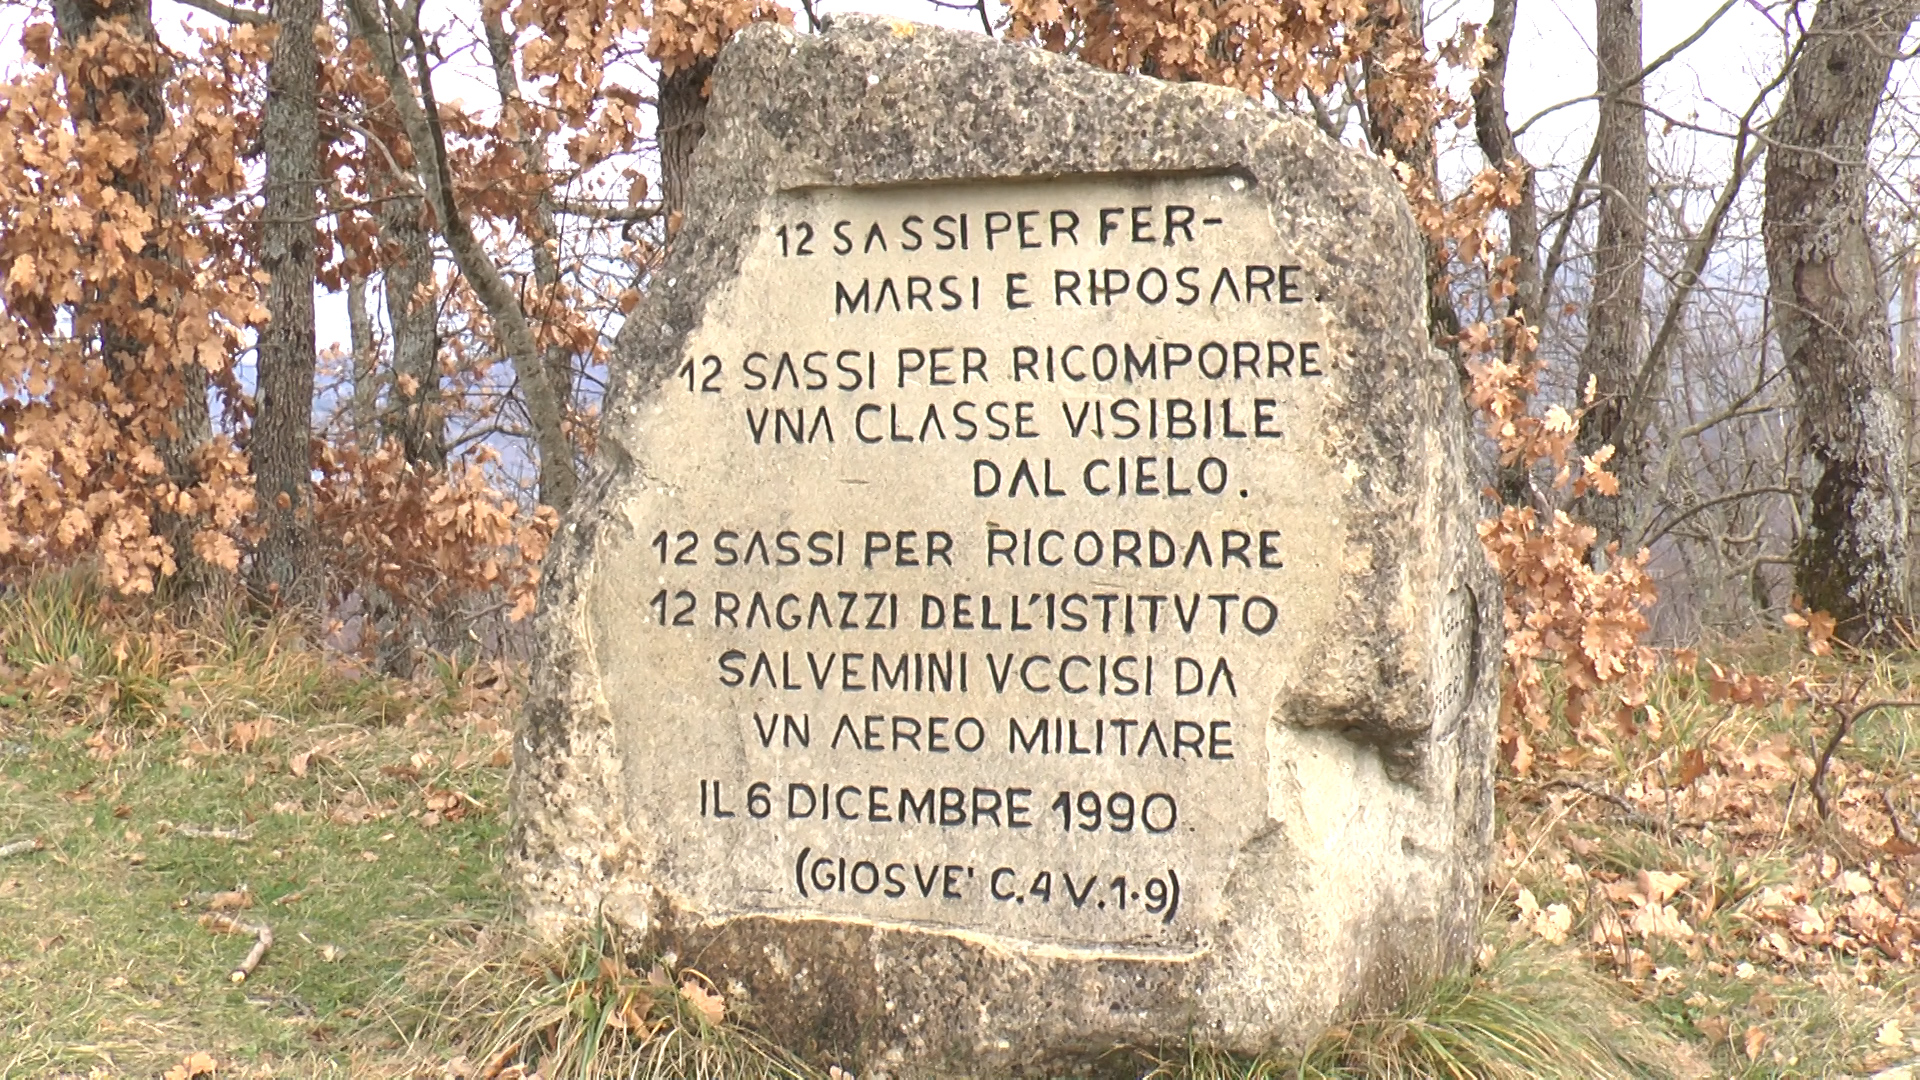 12 SASSI PER FER-
MARSI E RIPOSARE.
12 SASSI PER RICOMPORRE
VNA CLASSE VISIBILE
DAL CIELO.
12 SASSI PER RICORDARE
12 RAGAZZI DELL'ISTITVTO
SALVEMINI VCCISI DA
VN AEREO MILITARE
IL 6 DICEMBRE 1990.
(GIOSVE' C.4 V.1-9)